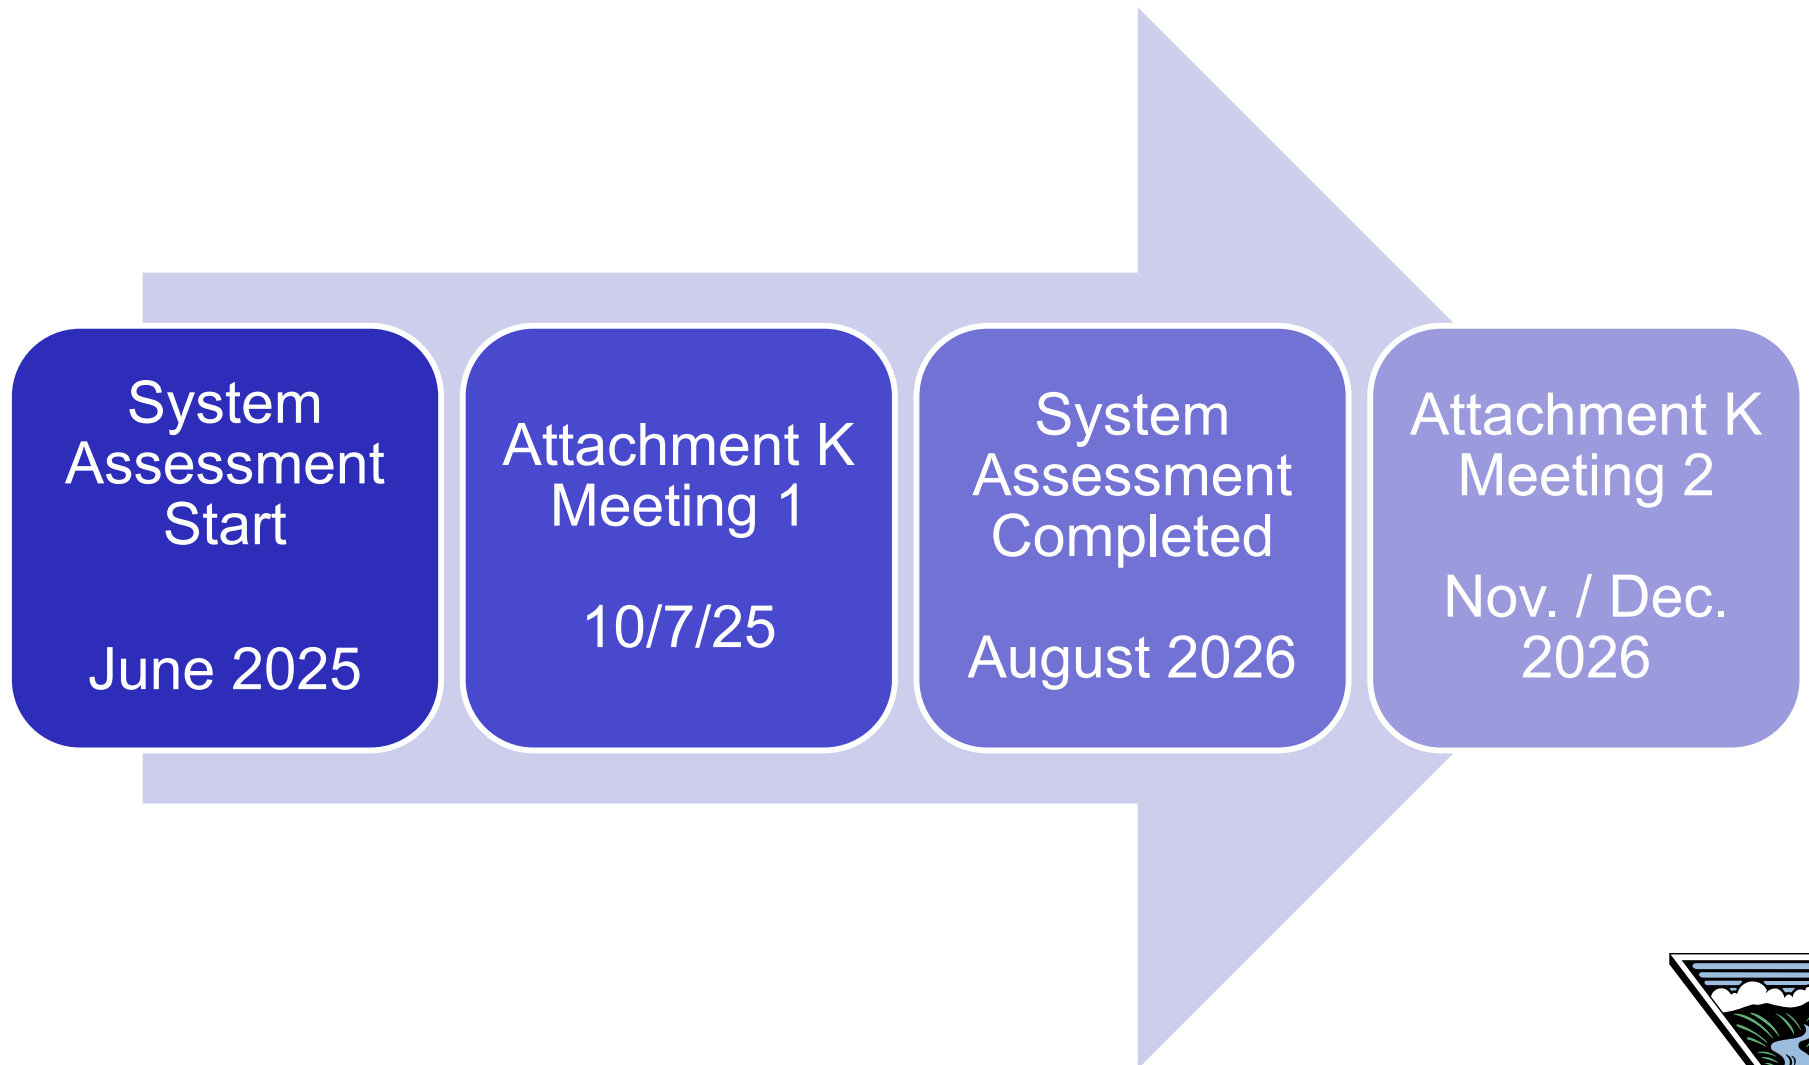 System
Assessment
Start
June 2025
Attachment K
Meeting 1
10/7/25
System
Assessment
Completed
August 2026
Attachment K
Meeting 2
Nov. / Dec.
2026